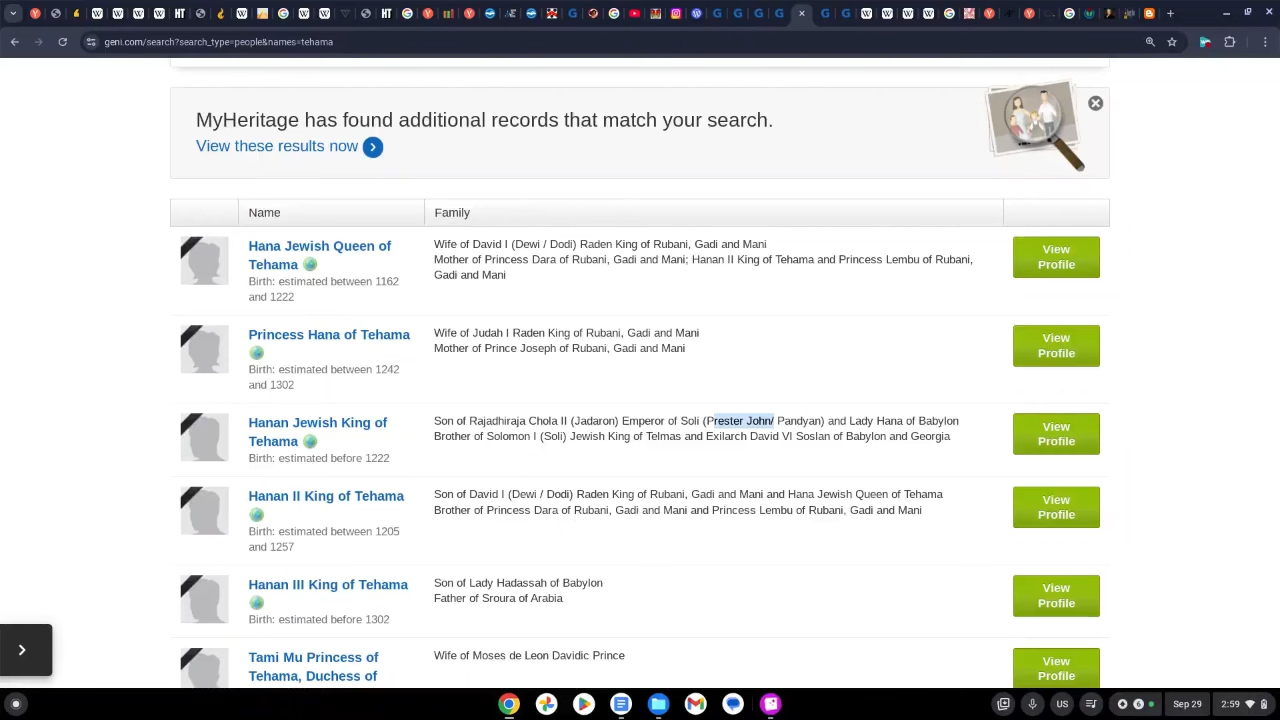 geni.com/search?search_type=people&names=tehama
MyHeritage has found additional records that match your search.
View these results now
Name
Family
Hana Jewish Queen of
Tehama
Birth: estimated between 1162
and 1222
Wife of David I (Dewi / Dodi) Raden King of Rubani, Gadi and Mani
Mother of Princess Dara of Rubani, Gadi and Mani; Hanan II King of Tehama and Princess Lembu of Rubani,
Gadi and Mani
View
Profile
Princess Hana of Tehama
Birth: estimated between 1242
and 1302
Wife of Judah I Raden King of Rubani, Gadi and Mani
Mother of Prince Joseph of Rubani, Gadi and Mani
View
Profile
Hanan Jewish King of
Tehama
Birth: estimated before 1222
Son of Rajadhiraja Chola II (Jadaron) Emperor of Soli (Prester John/ Pandyan) and Lady Hana of Babylon
Brother of Solomon I (Soli) Jewish King of Telmas and Exilarch David VI Soslan of Babylon and Georgia
View
Profile
Hanan II King of Tehama
Birth: estimated between 1205
and 1257
Son of David I (Dewi / Dodi) Raden King of Rubani, Gadi and Mani and Hana Jewish Queen of Tehama
Brother of Princess Dara of Rubani, Gadi and Mani and Princess Lembu of Rubani, Gadi and Mani
View
Profile
Hanan III King of Tehama
Birth: estimated before 1302
Son of Lady Hadassah of Babylon
Father of Sroura of Arabia
View
Profile
Tami Mu Princess of
Tehama, Duchess of
Wife of Moses de Leon Davidic Prince
View
Profile
US
6
Sep 29
2:59